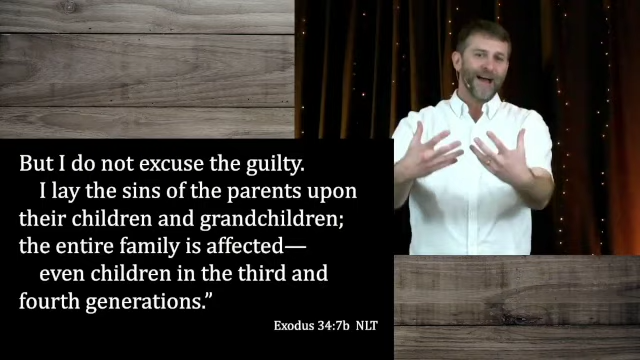 But I do not excuse the guilty.
I lay the sins of the parents upon
their children and grandchildren;
the entire family is affected—
even children in the third and
fourth generations.”
Exodus 34:7b NLT